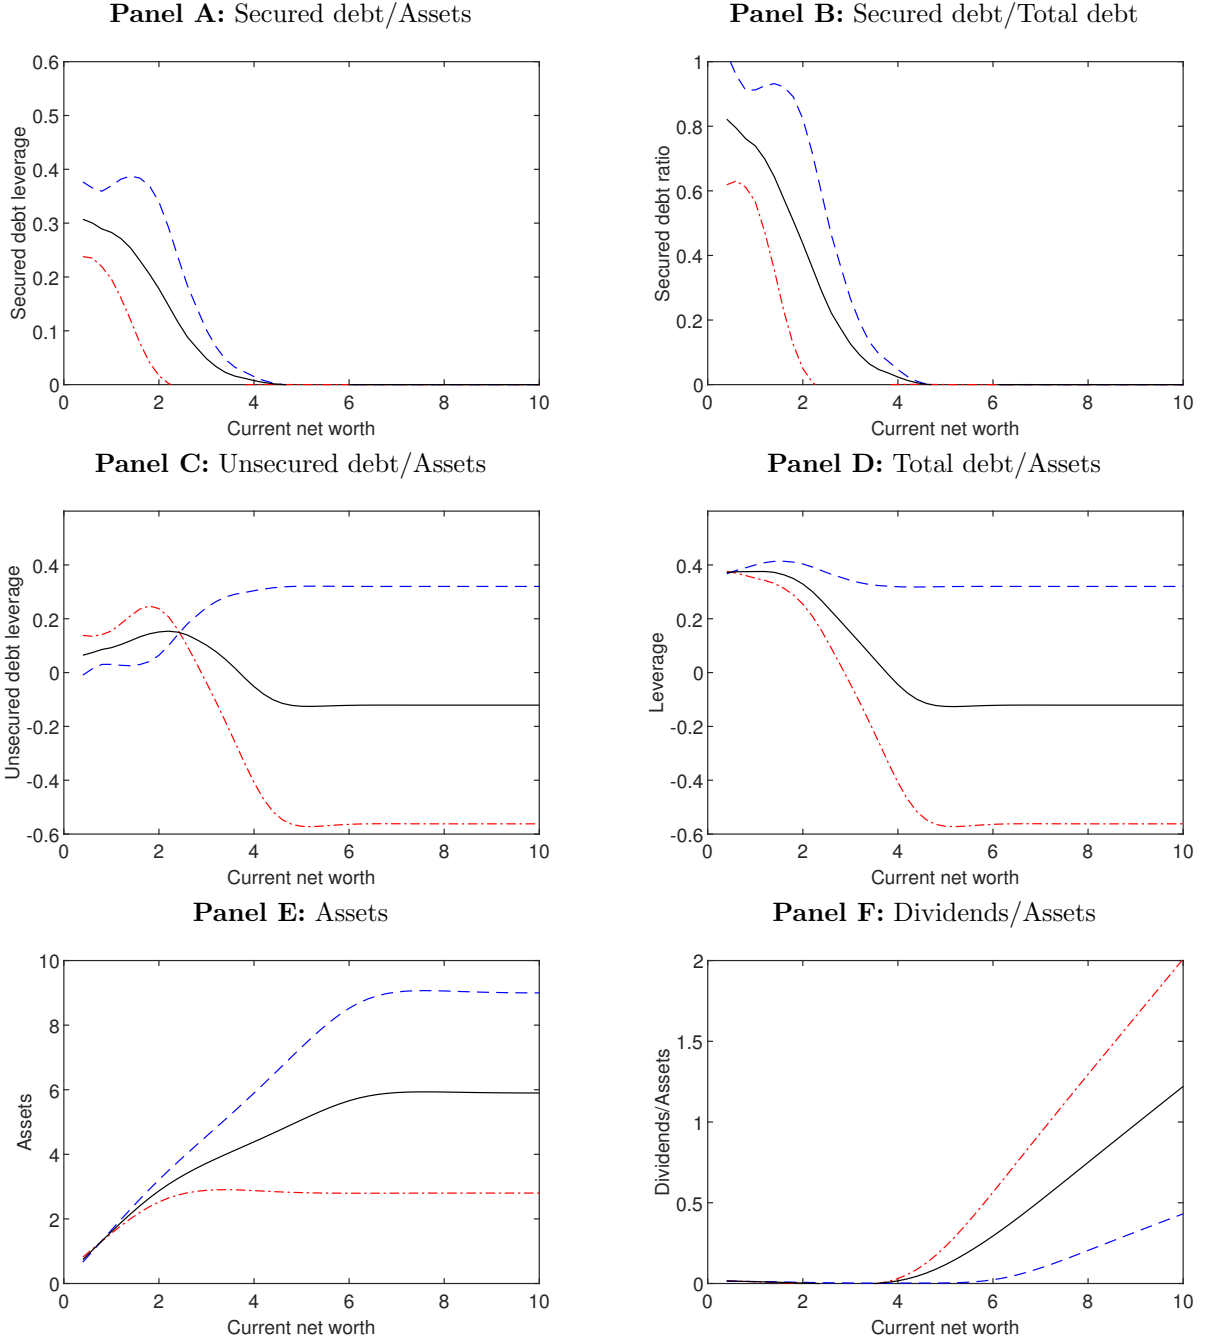 Panel A: Secured debt/Assets
0.6
0.5
0.4
0.3
0.2
0.1
0
Secured debt leverage
0 2 4 6 8 10
Current net worth
Panel B: Secured debt/Total debt
1
0.8
0.6
0.4
0.2
0
Secured debt ratio
0 2 4 6 8 10
Current net worth
Panel C: Unsecured debt/Assets
0.4
0.2
0
-0.2
-0.4
-0.6
Unsecured debt leverage
0 2 4 6 8 10
Current net worth
Panel D: Total debt/Assets
0.4
0.2
0
-0.2
-0.4
-0.6
Leverage
0 2 4 6 8 10
Current net worth
Panel E: Assets
10
8
6
4
2
0
Assets
0 2 4 6 8 10
Current net worth
Panel F: Dividends/Assets
2
1.5
1
0.5
0
Dividends/Assets
0 2 4 6 8 10
Current net worth